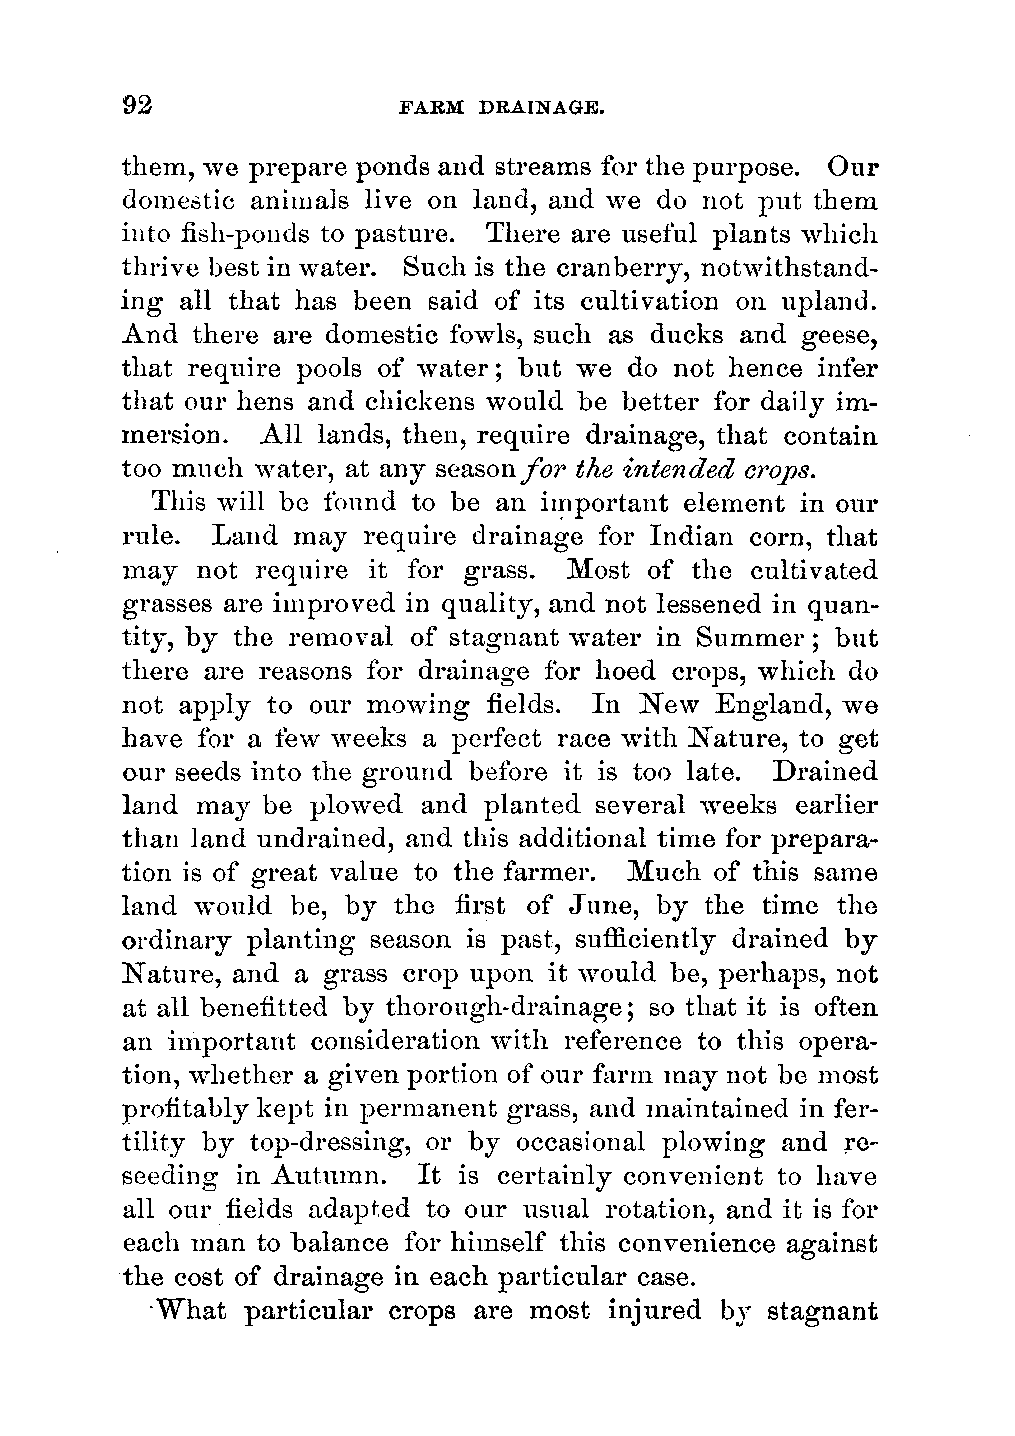 92 FARM DRAINAGE.
them, we prepare ponds and streams for the purpose. Our
domestic animals live on land, and we do not put them
into fish-ponds to pasture. There are useful plants which
thrive best in water. Such is the cranberry, notwithstand-
ing all that has been said of its cultivation on upland.
And there are domestic fowls, such as ducks and geese,
that require pools of water; but we do not hence infer
that our hens and chickens would be better for daily im-
mersion. All lands, then, require drainage, that contain
too much water, at any season for the intended crops.
This will be found to be an important element in our
rule. Land may require drainage for Indian corn, that
may not require it for grass. Most of the cultivated
grasses are improved in quality, and not lessened in quan-
tity, by the removal of stagnant water in Summer; but
there are reasons for drainage for hoed crops, which do
not apply to our mowing fields. In New England, we
have for a few weeks a perfect race with Nature, to get
our seeds into the ground before it is too late. Drained
land may be plowed and planted several weeks earlier
than land undrained, and this additional time for prepara-
tion is of great value to the farmer. Much of this same
land would be, by the first of June, by the time the
ordinary planting season is past, sufficiently drained by
Nature, and a grass crop upon it would be, perhaps, not
at all benefitted by thorough-drainage; so that it is often
an important consideration with reference to this opera-
tion, whether a given portion of our farm may not be most
profitably kept in permanent grass, and maintained in fer-
tility by top-dressing, or by occasional plowing and re-
seeding in Autumn. It is certainly convenient to have
all our fields adapted to our usual rotation, and it is for
each man to balance for himself this convenience against
the cost of drainage in each particular case.
What particular crops are most injured by stagnant